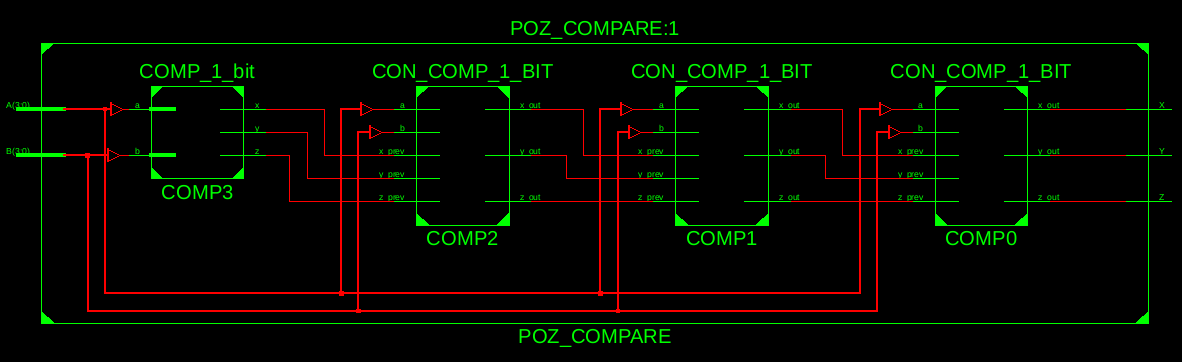 POZ_COMPARE:1
COMP_1_bit
CON_COMP_1_BIT
CON_COMP_1_BIT
CON_COMP_1_BIT
A(3:0)
a
x
a
x_out
a
x_out
a
x_out
X
y
b
b
b
B(3:0)
b
z
x_prev
y_out
x_prev
y_out
x_prev
y_out
Y
y_prev
y_prev
y_prev
COMP3
z_prev
z_out
z_prev
z_out
z_prev
z_out
Z
COMP2
COMP1
COMP0
POZ_COMPARE